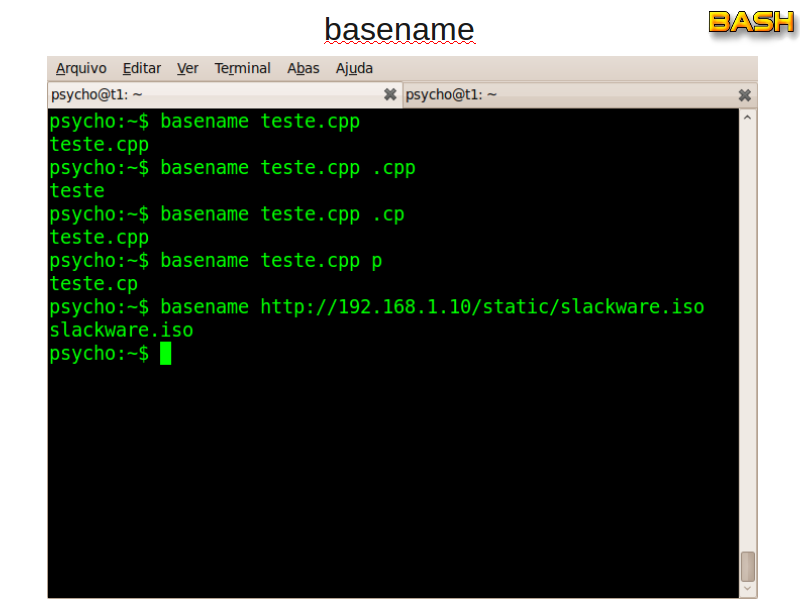 basename
BASH
Arquivo Editar Ver Terminal Abas Ajuda
psycho@t1: ~ psycho@t1: ~
psycho:~$ basename teste.cpp
teste.cpp
psycho:~$ basename teste.cpp .cpp
teste
psycho:~$ basename teste.cpp .cp
teste.cpp
psycho:~$ basename teste.cpp p
teste.cp
psycho:~$ basename http://192.168.1.10/static/slackware.iso
slackware.iso
psycho:~$